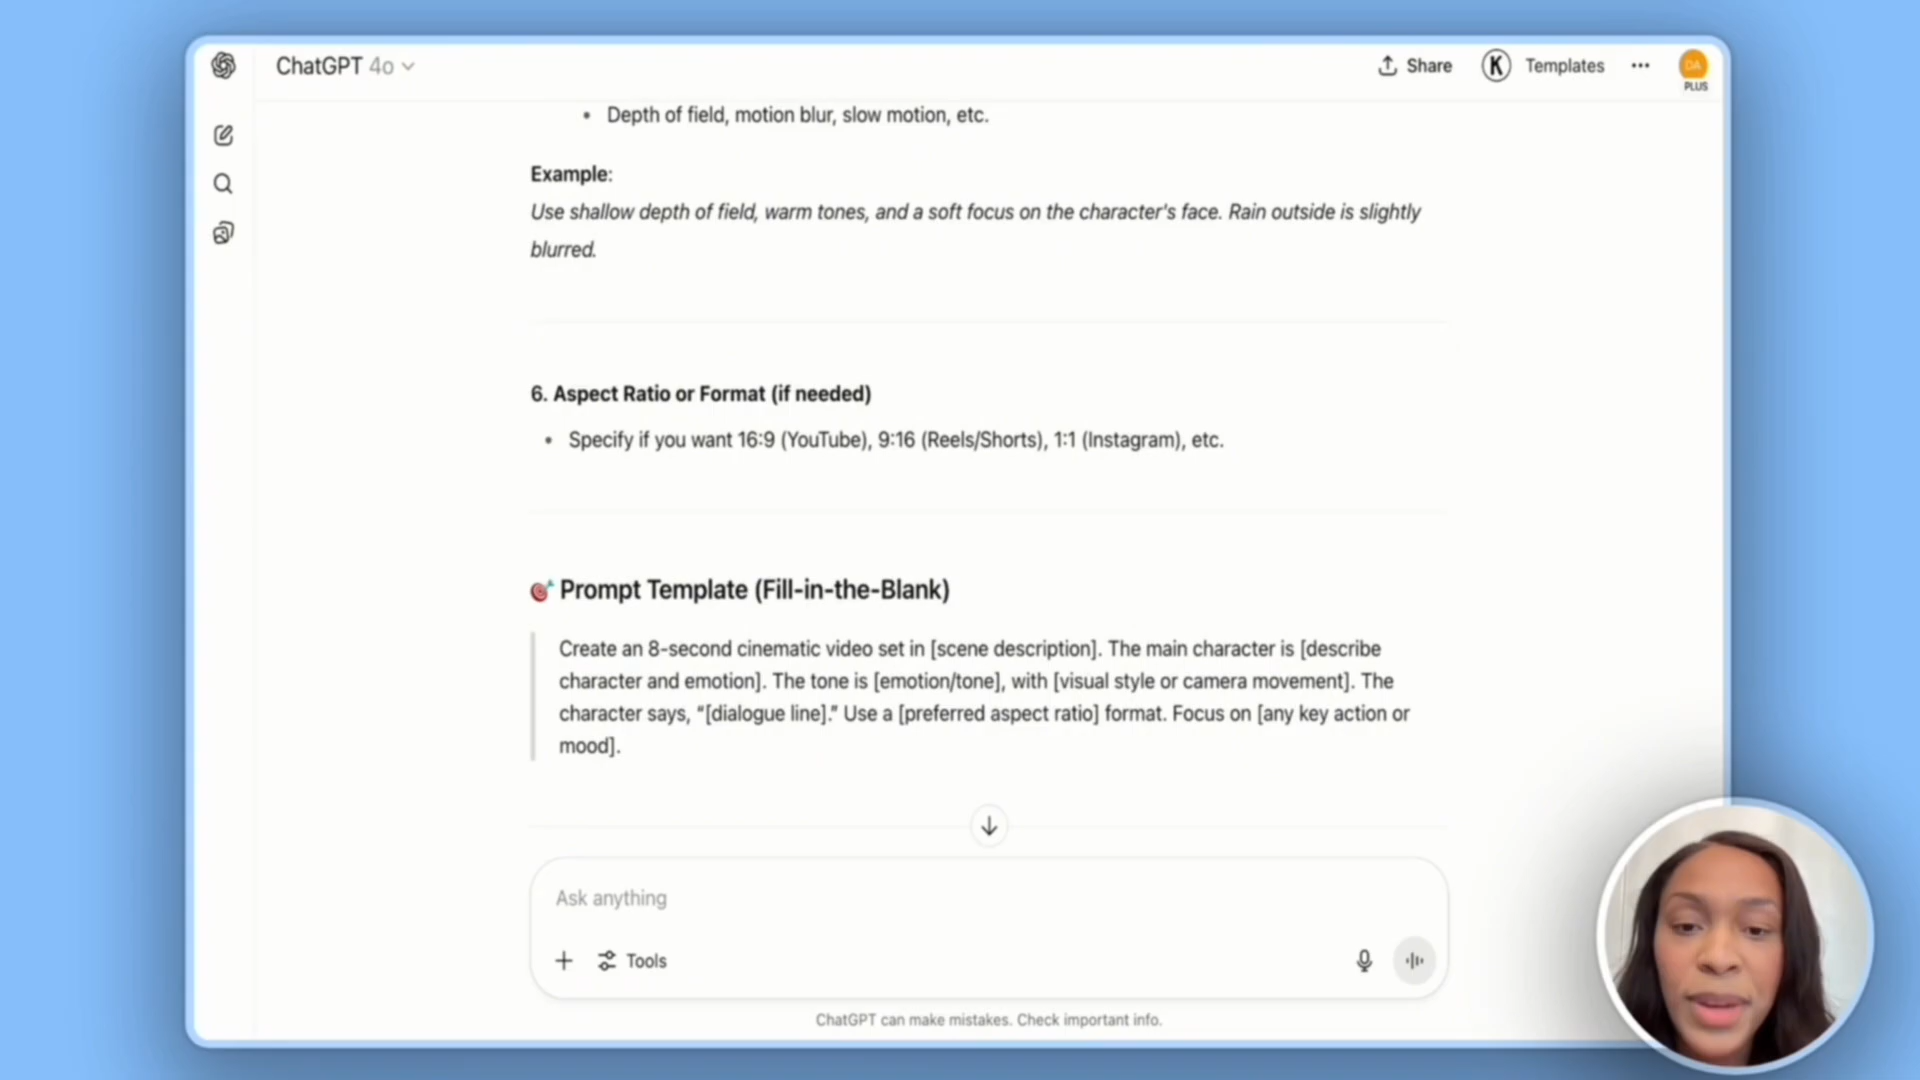 ChatGPT 4o
Share
K
Templates
DA
PLUS
• Depth of field, motion blur, slow motion, etc.
Example:
Use shallow depth of field, warm tones, and a soft focus on the character's face. Rain outside is slightly
blurred.
6. Aspect Ratio or Format (if needed)
• Specify if you want 16:9 (YouTube), 9:16 (Reels/Shorts), 1:1 (Instagram), etc.
🎯 Prompt Template (Fill-in-the-Blank)
Create an 8-second cinematic video set in [scene description]. The main character is [describe
character and emotion]. The tone is [emotion/tone], with [visual style or camera movement]. The
character says, “[dialogue line].” Use a [preferred aspect ratio] format. Focus on [any key action or
mood].
Ask anything
Tools
ChatGPT can make mistakes. Check important info.